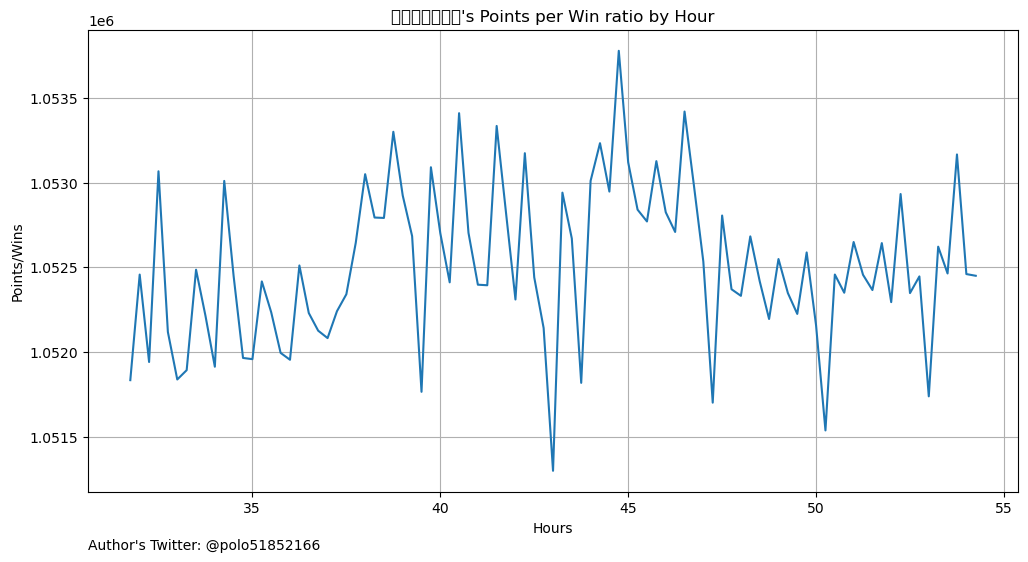 's Points per Win ratio by Hour
1e6
1.0535
1.0530
1.0525
1.0520
1.0515
Points/Wins
35 40 45 50 55
Hours
Author's Twitter: @polo51852166